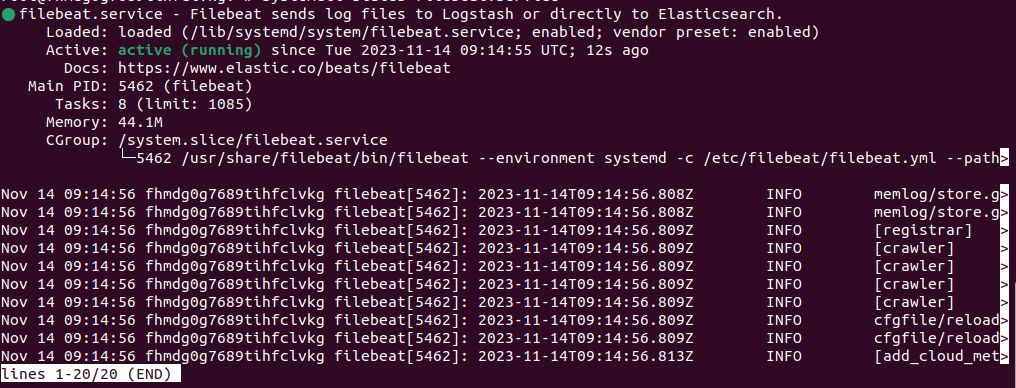 ●filebeat.service - Filebeat sends log files to Logstash or directly to Elasticsearch.
Loaded: loaded (/lib/systemd/system/filebeat.service; enabled; vendor preset: enabled)
Active: active (running) since Tue 2023-11-14 09:14:55 UTC; 12s ago
Docs: https://www.elastic.co/beats/filebeat
Main PID: 5462 (filebeat)
Tasks: 8 (limit: 1085)
Memory: 44.1M
CGroup: /system.slice/filebeat.service
└─5462 /usr/share/filebeat/bin/filebeat --environment systemd -c /etc/filebeat/filebeat.yml --path>
Nov 14 09:14:56 fhmdg0g7689tihfclvkg filebeat[5462]: 2023-11-14T09:14:56.808Z INFO memlog/store.g>
Nov 14 09:14:56 fhmdg0g7689tihfclvkg filebeat[5462]: 2023-11-14T09:14:56.808Z INFO memlog/store.g>
Nov 14 09:14:56 fhmdg0g7689tihfclvkg filebeat[5462]: 2023-11-14T09:14:56.809Z INFO [registrar] >
Nov 14 09:14:56 fhmdg0g7689tihfclvkg filebeat[5462]: 2023-11-14T09:14:56.809Z INFO [crawler] >
Nov 14 09:14:56 fhmdg0g7689tihfclvkg filebeat[5462]: 2023-11-14T09:14:56.809Z INFO [crawler] >
Nov 14 09:14:56 fhmdg0g7689tihfclvkg filebeat[5462]: 2023-11-14T09:14:56.809Z INFO [crawler] >
Nov 14 09:14:56 fhmdg0g7689tihfclvkg filebeat[5462]: 2023-11-14T09:14:56.809Z INFO [crawler] >
Nov 14 09:14:56 fhmdg0g7689tihfclvkg filebeat[5462]: 2023-11-14T09:14:56.809Z INFO cfgfile/reload>
Nov 14 09:14:56 fhmdg0g7689tihfclvkg filebeat[5462]: 2023-11-14T09:14:56.809Z INFO cfgfile/reload>
Nov 14 09:14:56 fhmdg0g7689tihfclvkg filebeat[5462]: 2023-11-14T09:14:56.813Z INFO [add_cloud_met>
lines 1-20/20 (END)